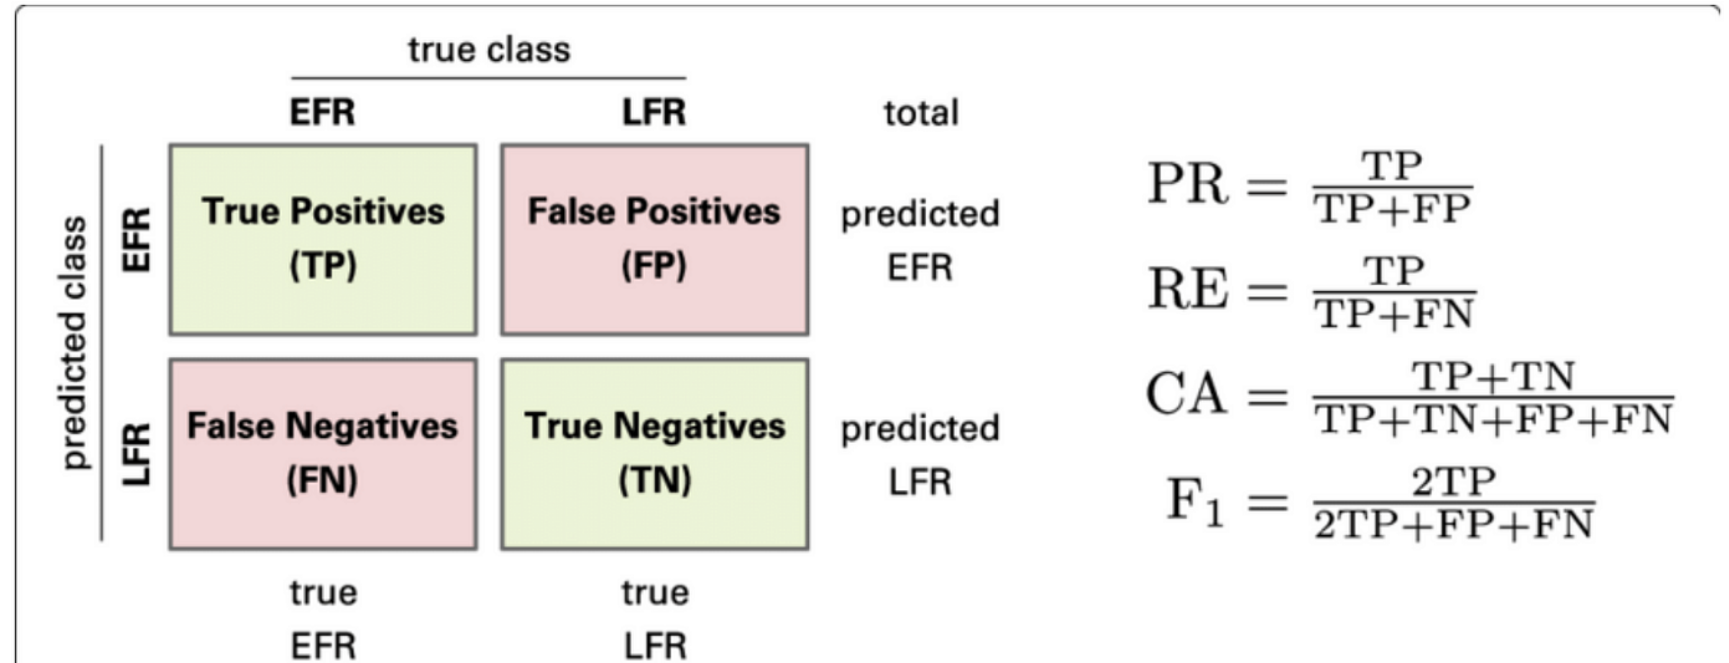 true class
EFR LFR total
predicted class
EFR
True Positives
(TP)
False Positives
(FP)
predicted
EFR
LFR
False Negatives
(FN)
True Negatives
(TN)
predicted
LFR
true
EFR
true
LFR
PR = TP / TP+FP
RE = TP / TP+FN
CA = TP+TN / TP+TN+FP+FN
F₁ = 2TP / 2TP+FP+FN